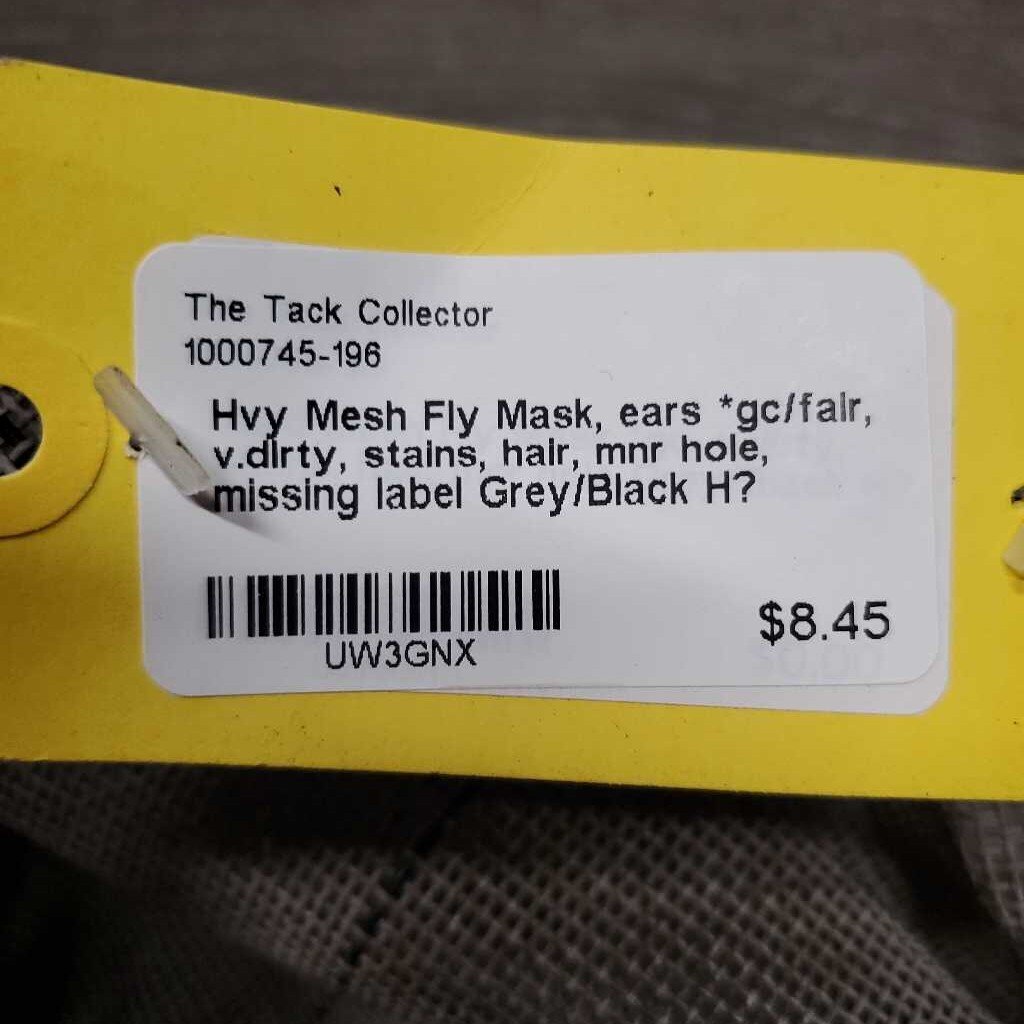 The Tack Collector
1000745-196
Hvy Mesh Fly Mask, ears *gc/fair,
v.dirty, stains, hair, mnr hole,
missing label Grey/Black H?
UW3GNX
$8.45